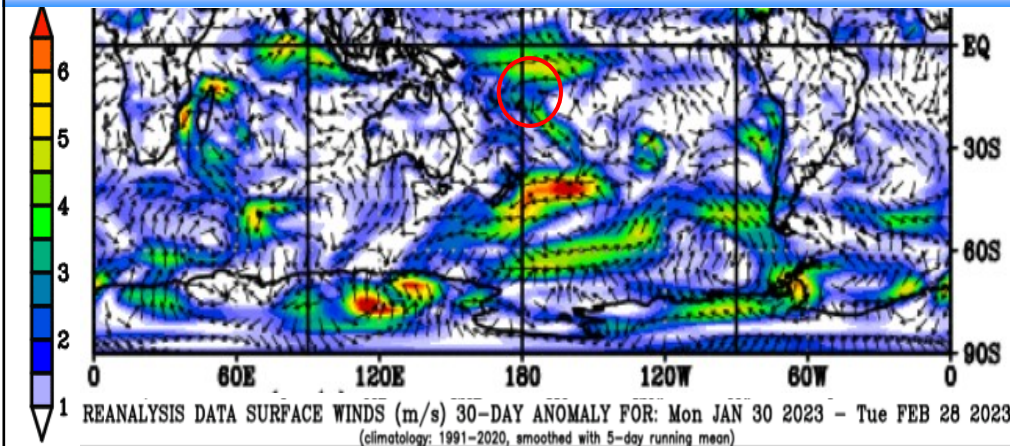 6
5
4
3
2
1
EQ
30S
60S
90S
0 60E 120E 180 120W 60W 0
REANALYSIS DATA SURFACE WINDS (m/s) 30-DAY ANOMALY FOR: Mon JAN 30 2023 – Tue FEB 28 2023
(climatology: 1991-2020, smoothed with 5-day running mean)